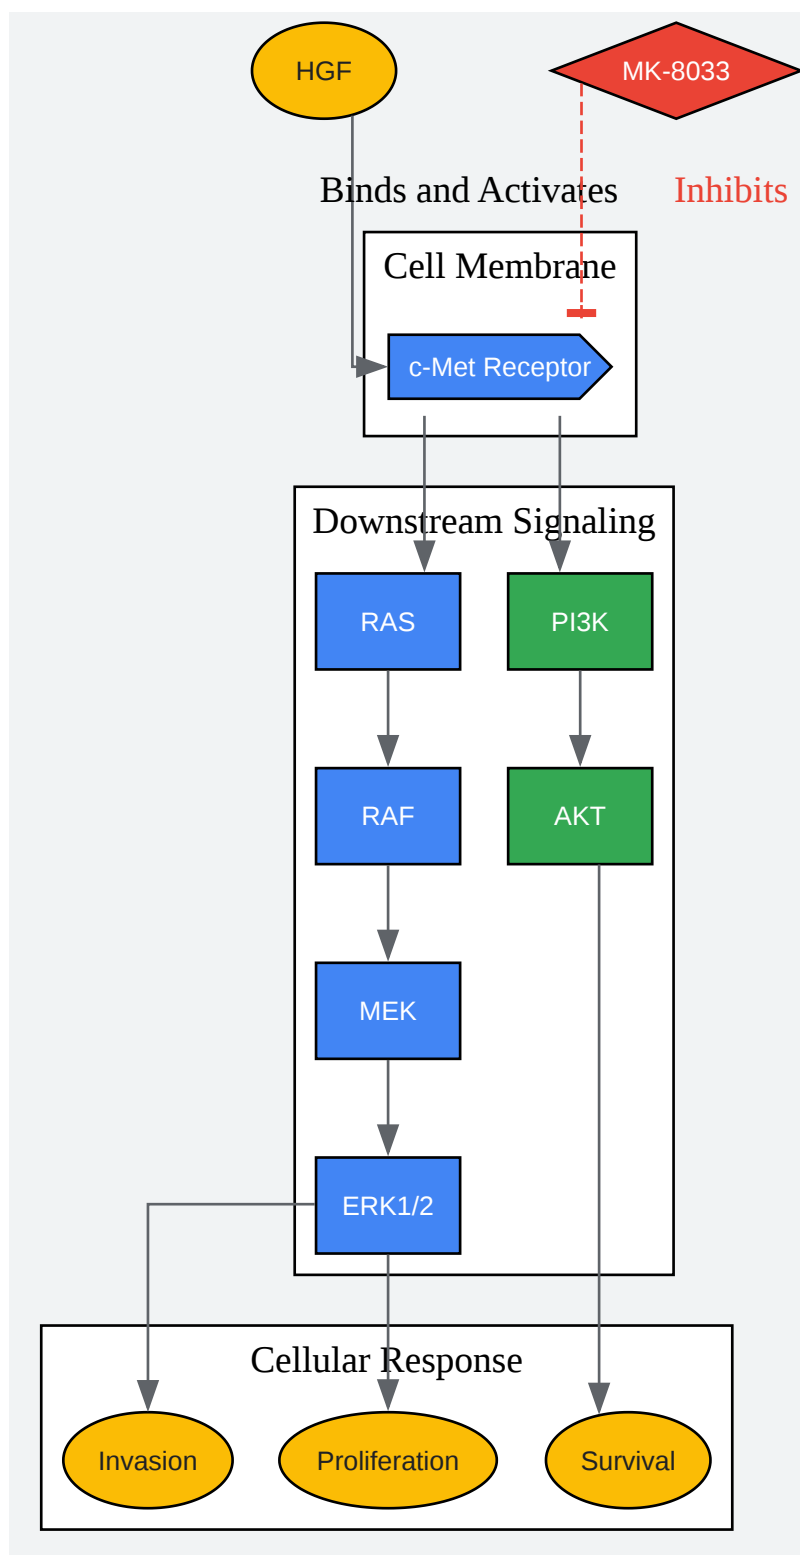 HGF
MK-8033
Binds and Activates
Inhibits
Cell Membrane
c-Met Receptor
Downstream Signaling
RAS
PI3K
RAF
AKT
MEK
ERK1/2
Cellular Response
Invasion
Proliferation
Survival